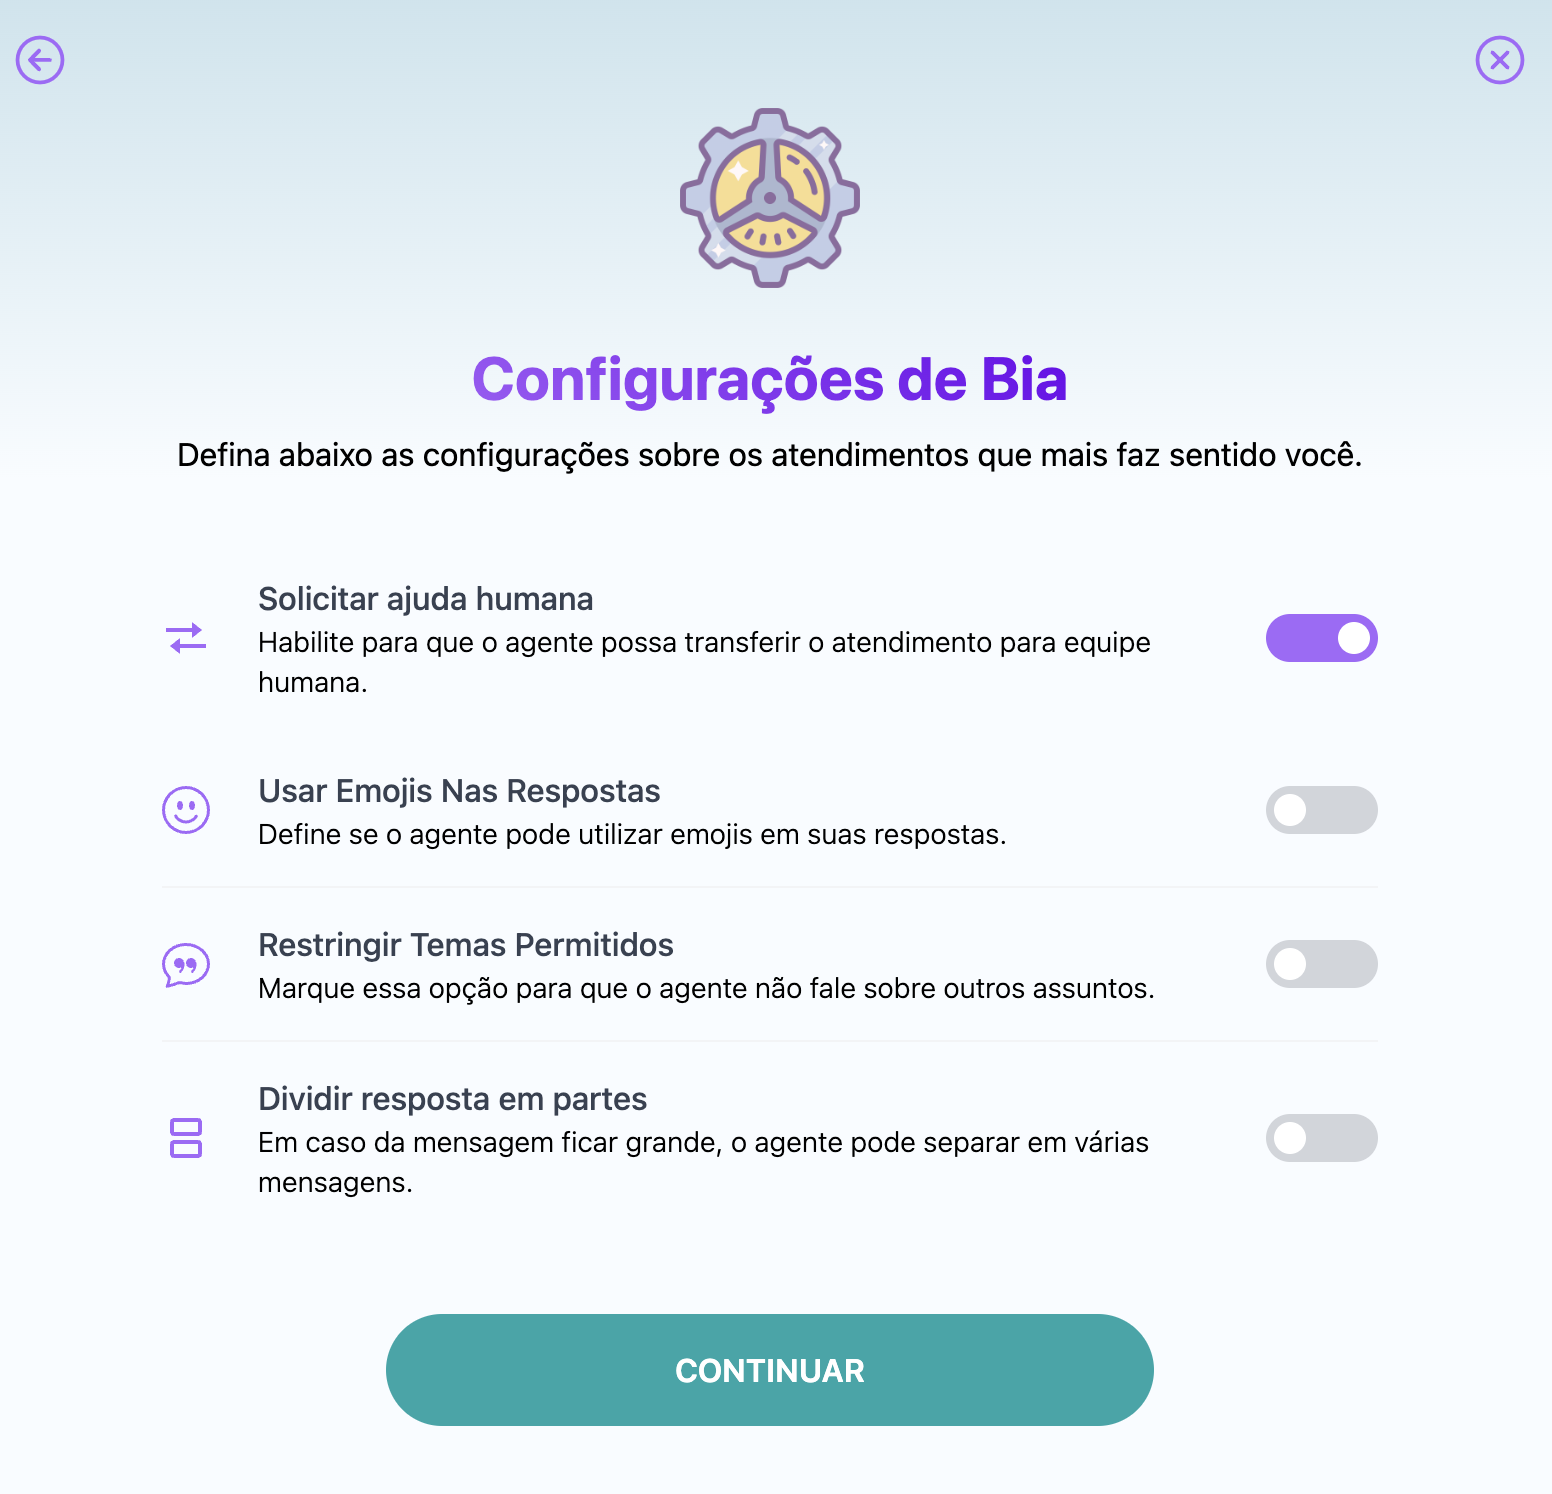 Configurações de Bia
Defina abaixo as configurações sobre os atendimentos que mais faz sentido você.
Solicitar ajuda humana
Habilite para que o agente possa transferir o atendimento para equipe
humana.
Usar Emojis Nas Respostas
Define se o agente pode utilizar emojis em suas respostas.
Restringir Temas Permitidos
Marque essa opção para que o agente não fale sobre outros assuntos.
Dividir resposta em partes
Em caso da mensagem ficar grande, o agente pode separar em várias
mensagens.
CONTINUAR